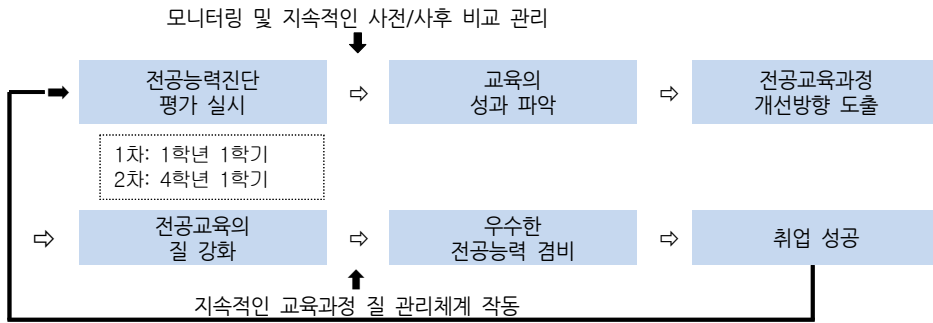 모니터링 및 지속적인 사전/사후 비교 관리
전공능력진단
평가 실시
교육의
성과 파악
전공교육과정
개선방향 도출
1차: 1학년 1학기
2차: 4학년 1학기
전공교육의
질 강화
우수한
전공능력 겸비
취업 성공
지속적인 교육과정 질 관리체계 작동